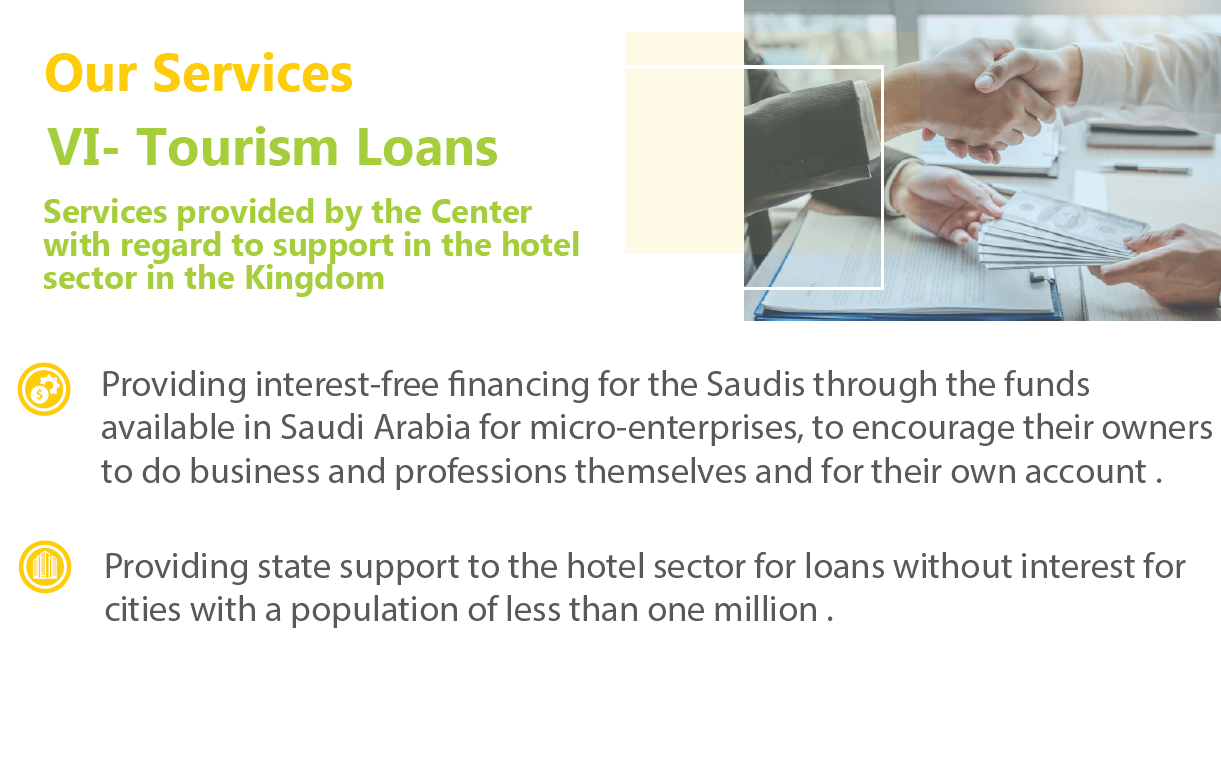 Our Services
VI- Tourism Loans
Services provided by the Center
with regard to support in the hotel
sector in the Kingdom
Providing interest-free financing for the Saudis through the funds
available in Saudi Arabia for micro-enterprises, to encourage their owners
to do business and professions themselves and for their own account .
Providing state support to the hotel sector for loans without interest for
cities with a population of less than one million .